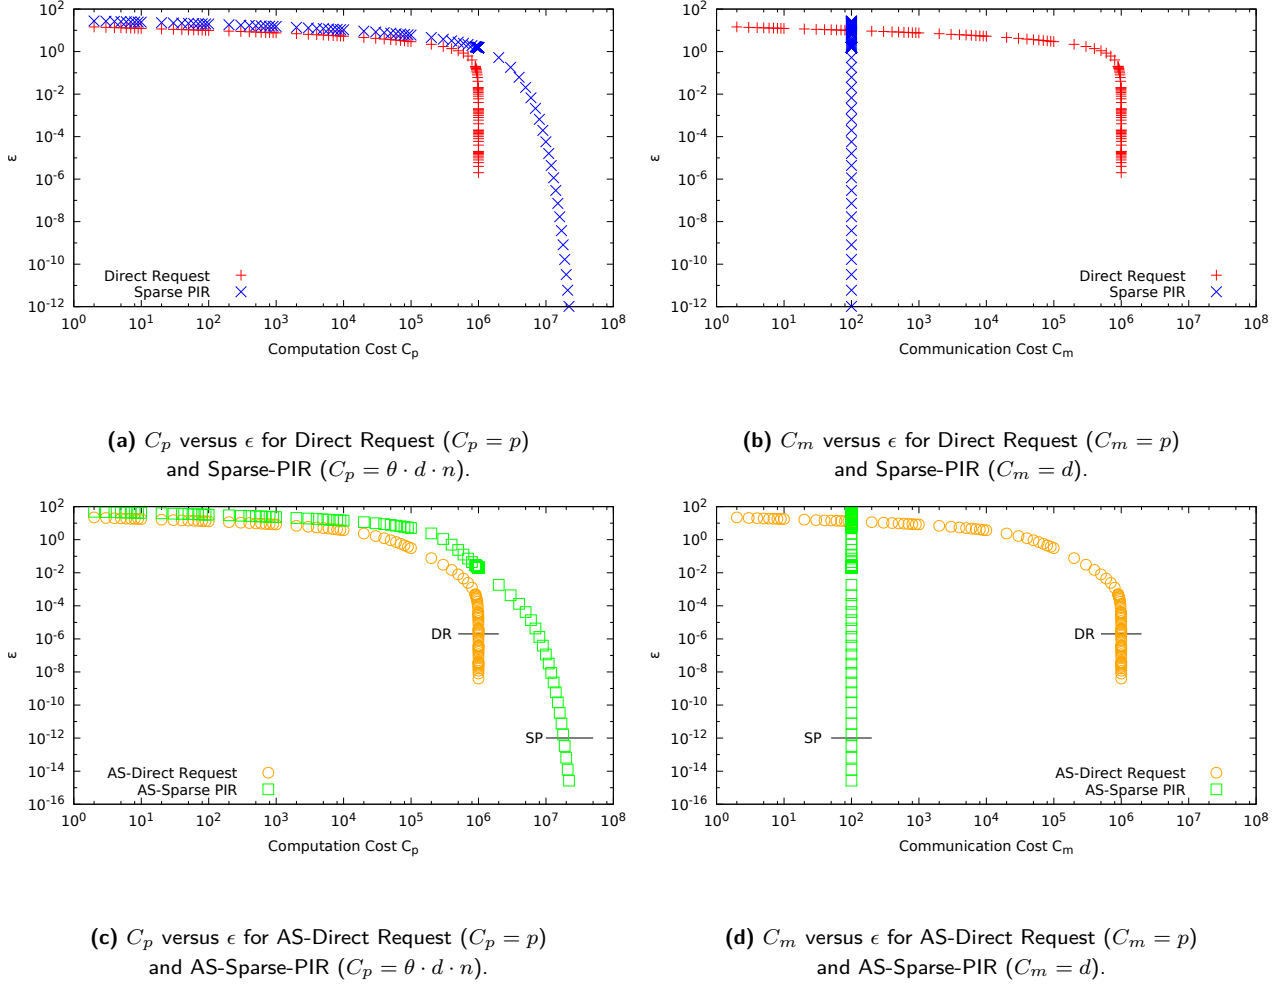 10^2
10^0
10^-2
10^-4
10^-6
10^-8
10^-10
10^-12
ε
Direct Request
Sparse PIR
10^0 10^1 10^2 10^3 10^4 10^5 10^6 10^7 10^8
Computation Cost C_p
10^2
10^0
10^-2
10^-4
10^-6
10^-8
10^-10
10^-12
ε
Direct Request
Sparse PIR
10^0 10^1 10^2 10^3 10^4 10^5 10^6 10^7 10^8
Communication Cost C_m
(a) C_p versus ϵ for Direct Request (C_p = p)
and Sparse-PIR (C_p = θ · d · n).
(b) C_m versus ϵ for Direct Request (C_m = p)
and Sparse-PIR (C_m = d).
10^2
10^0
10^-2
10^-4
10^-6
10^-8
10^-10
10^-12
10^-14
10^-16
ε
DR
SP
AS-Direct Request
AS-Sparse PIR
10^0 10^1 10^2 10^3 10^4 10^5 10^6 10^7 10^8
Computation Cost C_p
10^2
10^0
10^-2
10^-4
10^-6
10^-8
10^-10
10^-12
10^-14
10^-16
ε
DR
SP
AS-Direct Request
AS-Sparse PIR
10^0 10^1 10^2 10^3 10^4 10^5 10^6 10^7 10^8
Communication Cost C_m
(c) C_p versus ϵ for AS-Direct Request (C_p = p)
and AS-Sparse-PIR (C_p = θ · d · n).
(d) C_m versus ϵ for AS-Direct Request (C_m = p)
and AS-Sparse-PIR (C_m = d).